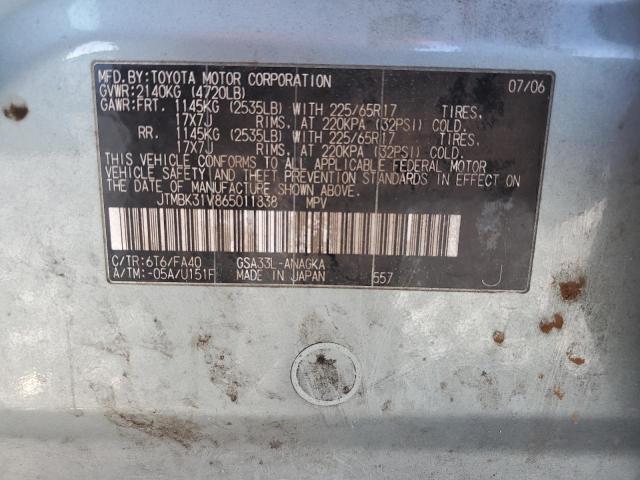 MFD. BY: TOYOTA MOTOR CORPORATION 07/06
GVWR: 2140KG (4720LB)
GAWR: FRT. 1145KG (2535LB) WITH 225/65R17 TIRES,
17X7J RIMS, AT 220KPA (32PSI) COLD.
RR. 1145KG (2535LB) WITH 225/65R17 TIRES,
17X7J RIMS, AT 220KPA (32PSI) COLD.
THIS VEHICLE CONFORMS TO ALL APPLICABLE FEDERAL MOTOR
VEHICLE SAFETY AND THEFT PREVENTION STANDARDS IN EFFECT ON
THE DATE OF MANUFACTURE SHOWN ABOVE.
JTMBK31V865011838 MPV
C/TR: 6T6/FA40 GSA33L-ANAGKA
A/TM: -05A/U151F MADE IN JAPAN 557 J